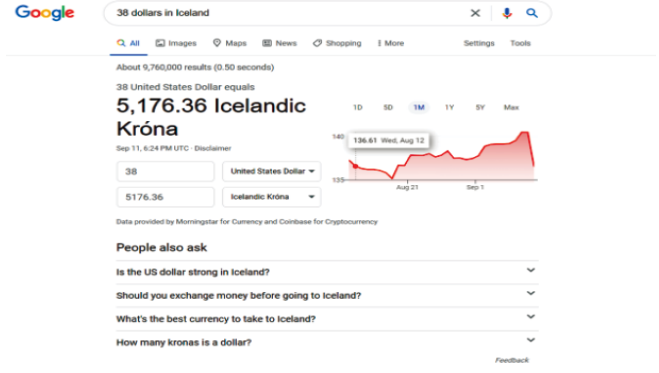 Google
38 dollars in Iceland
All Images Maps News Shopping More Settings Tools
About 9,760,000 results (0.50 seconds)
38 United States Dollar equals
5,176.36 Icelandic
Króna
Sep 11, 6:24 PM UTC · Disclaimer
38 United States Dollar
5176.36 Icelandic Króna
1D 5D 1M 1Y 5Y Max
140
136.61 Wed, Aug 12
135
Aug 21 Sep 1
Data provided by Morningstar for Currency and Coinbase for Cryptocurrency
People also ask
Is the US dollar strong in Iceland?
Should you exchange money before going to Iceland?
What's the best currency to take to Iceland?
How many kronas is a dollar?
Feedback